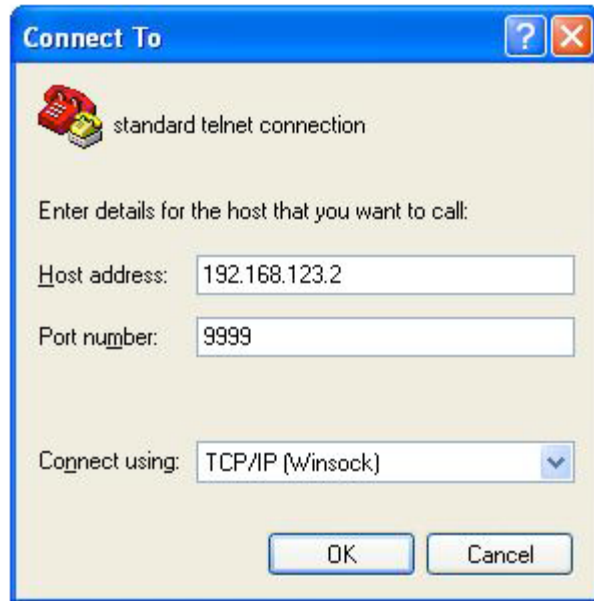 Connect To
standard telnet connection
Enter details for the host that you want to call:
Host address: 192.168.123.2
Port number: 9999
Connect using: TCP/IP (Winsock)
OK Cancel